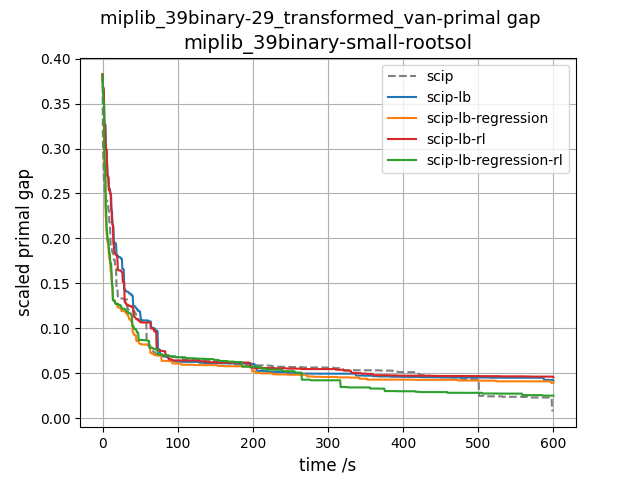 miplib_39binary-29_transformed_van-primal gap
miplib_39binary-small-rootsol
scaled primal gap
0.40
0.35
0.30
0.25
0.20
0.15
0.10
0.05
0.00
scip
scip-lb
scip-lb-regression
scip-lb-rl
scip-lb-regression-rl
0 100 200 300 400 500 600
time /s